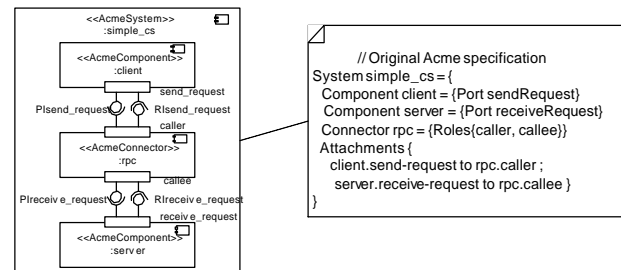 <<AcmeSystem>>
:simple_cs
<<AcmeComponent>>
:client
send_request
PIsend_request
RIsend_request
caller
<<AcmeConnector>>
:rpc
callee
PIreceive_request
RIreceive_request
receive_request
<<AcmeComponent>>
:server
// Original Acme specification
System simple_cs = {
Component client = {Port sendRequest}
Component server = {Port receiveRequest}
Connector rpc = {Roles{caller, callee}}
Attachments {
client.send-request to rpc.caller ;
server.receive-request to rpc.callee }
}